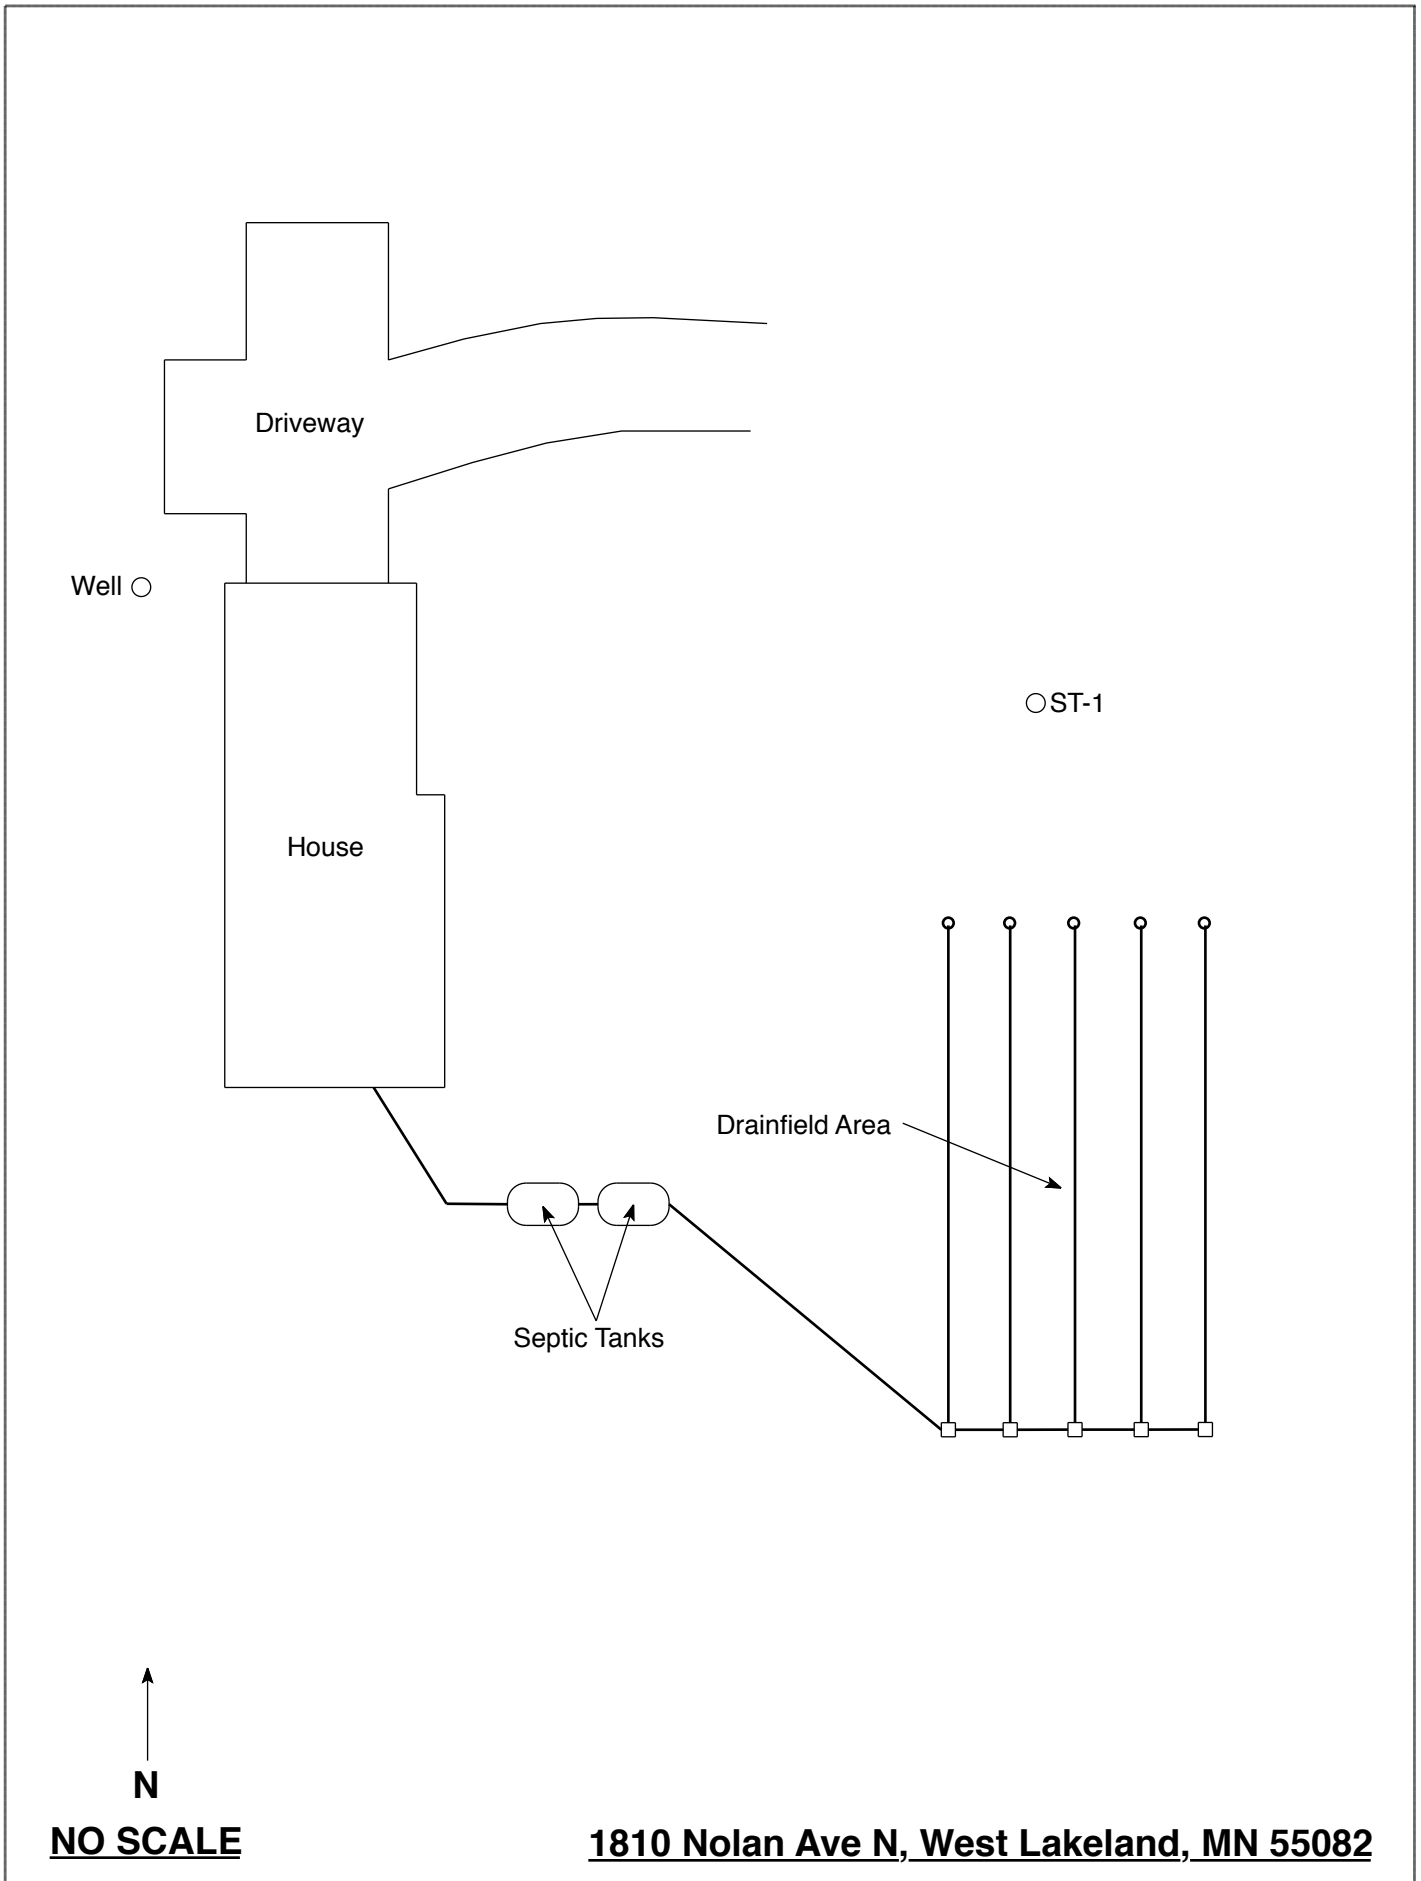 Driveway
Well
ST-1
House
Drainfield Area
Septic Tanks
N
NO SCALE
1810 Nolan Ave N, West Lakeland, MN 55082